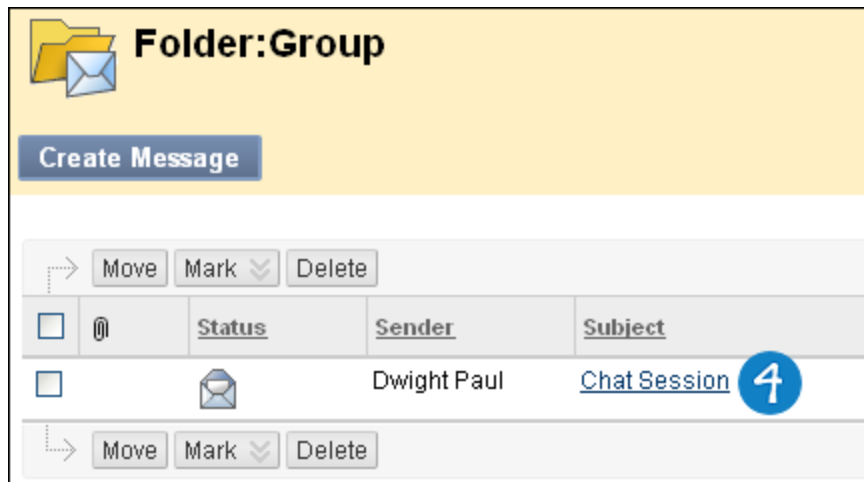 Folder:Group
Create Message
Move Mark Delete
Status Sender Subject
Dwight Paul Chat Session 4
Move Mark Delete